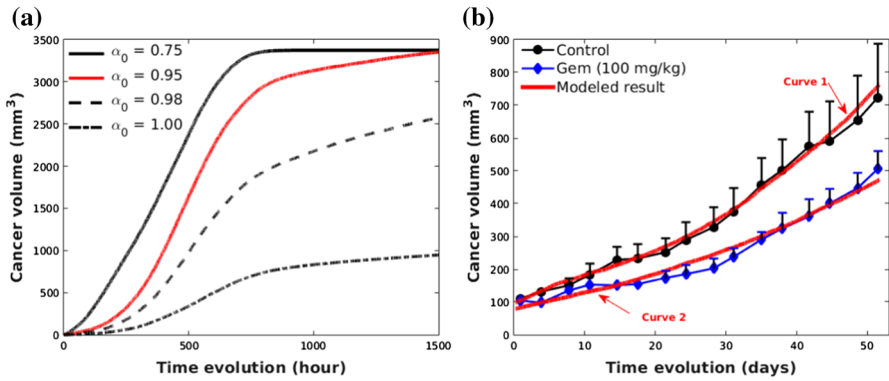 (a)
Cancer volume (mm³)
3500
3000
2500
2000
1500
1000
500
0
α₀ = 0.75
α₀ = 0.95
α₀ = 0.98
α₀ = 1.00
0 500 1000 1500
Time evolution (hour)
(b)
Cancer volume (mm³)
900
800
700
600
500
400
300
200
100
0
Control
Gem (100 mg/kg)
Modeled result
Curve 1
Curve 2
0 10 20 30 40 50
Time evolution (days)